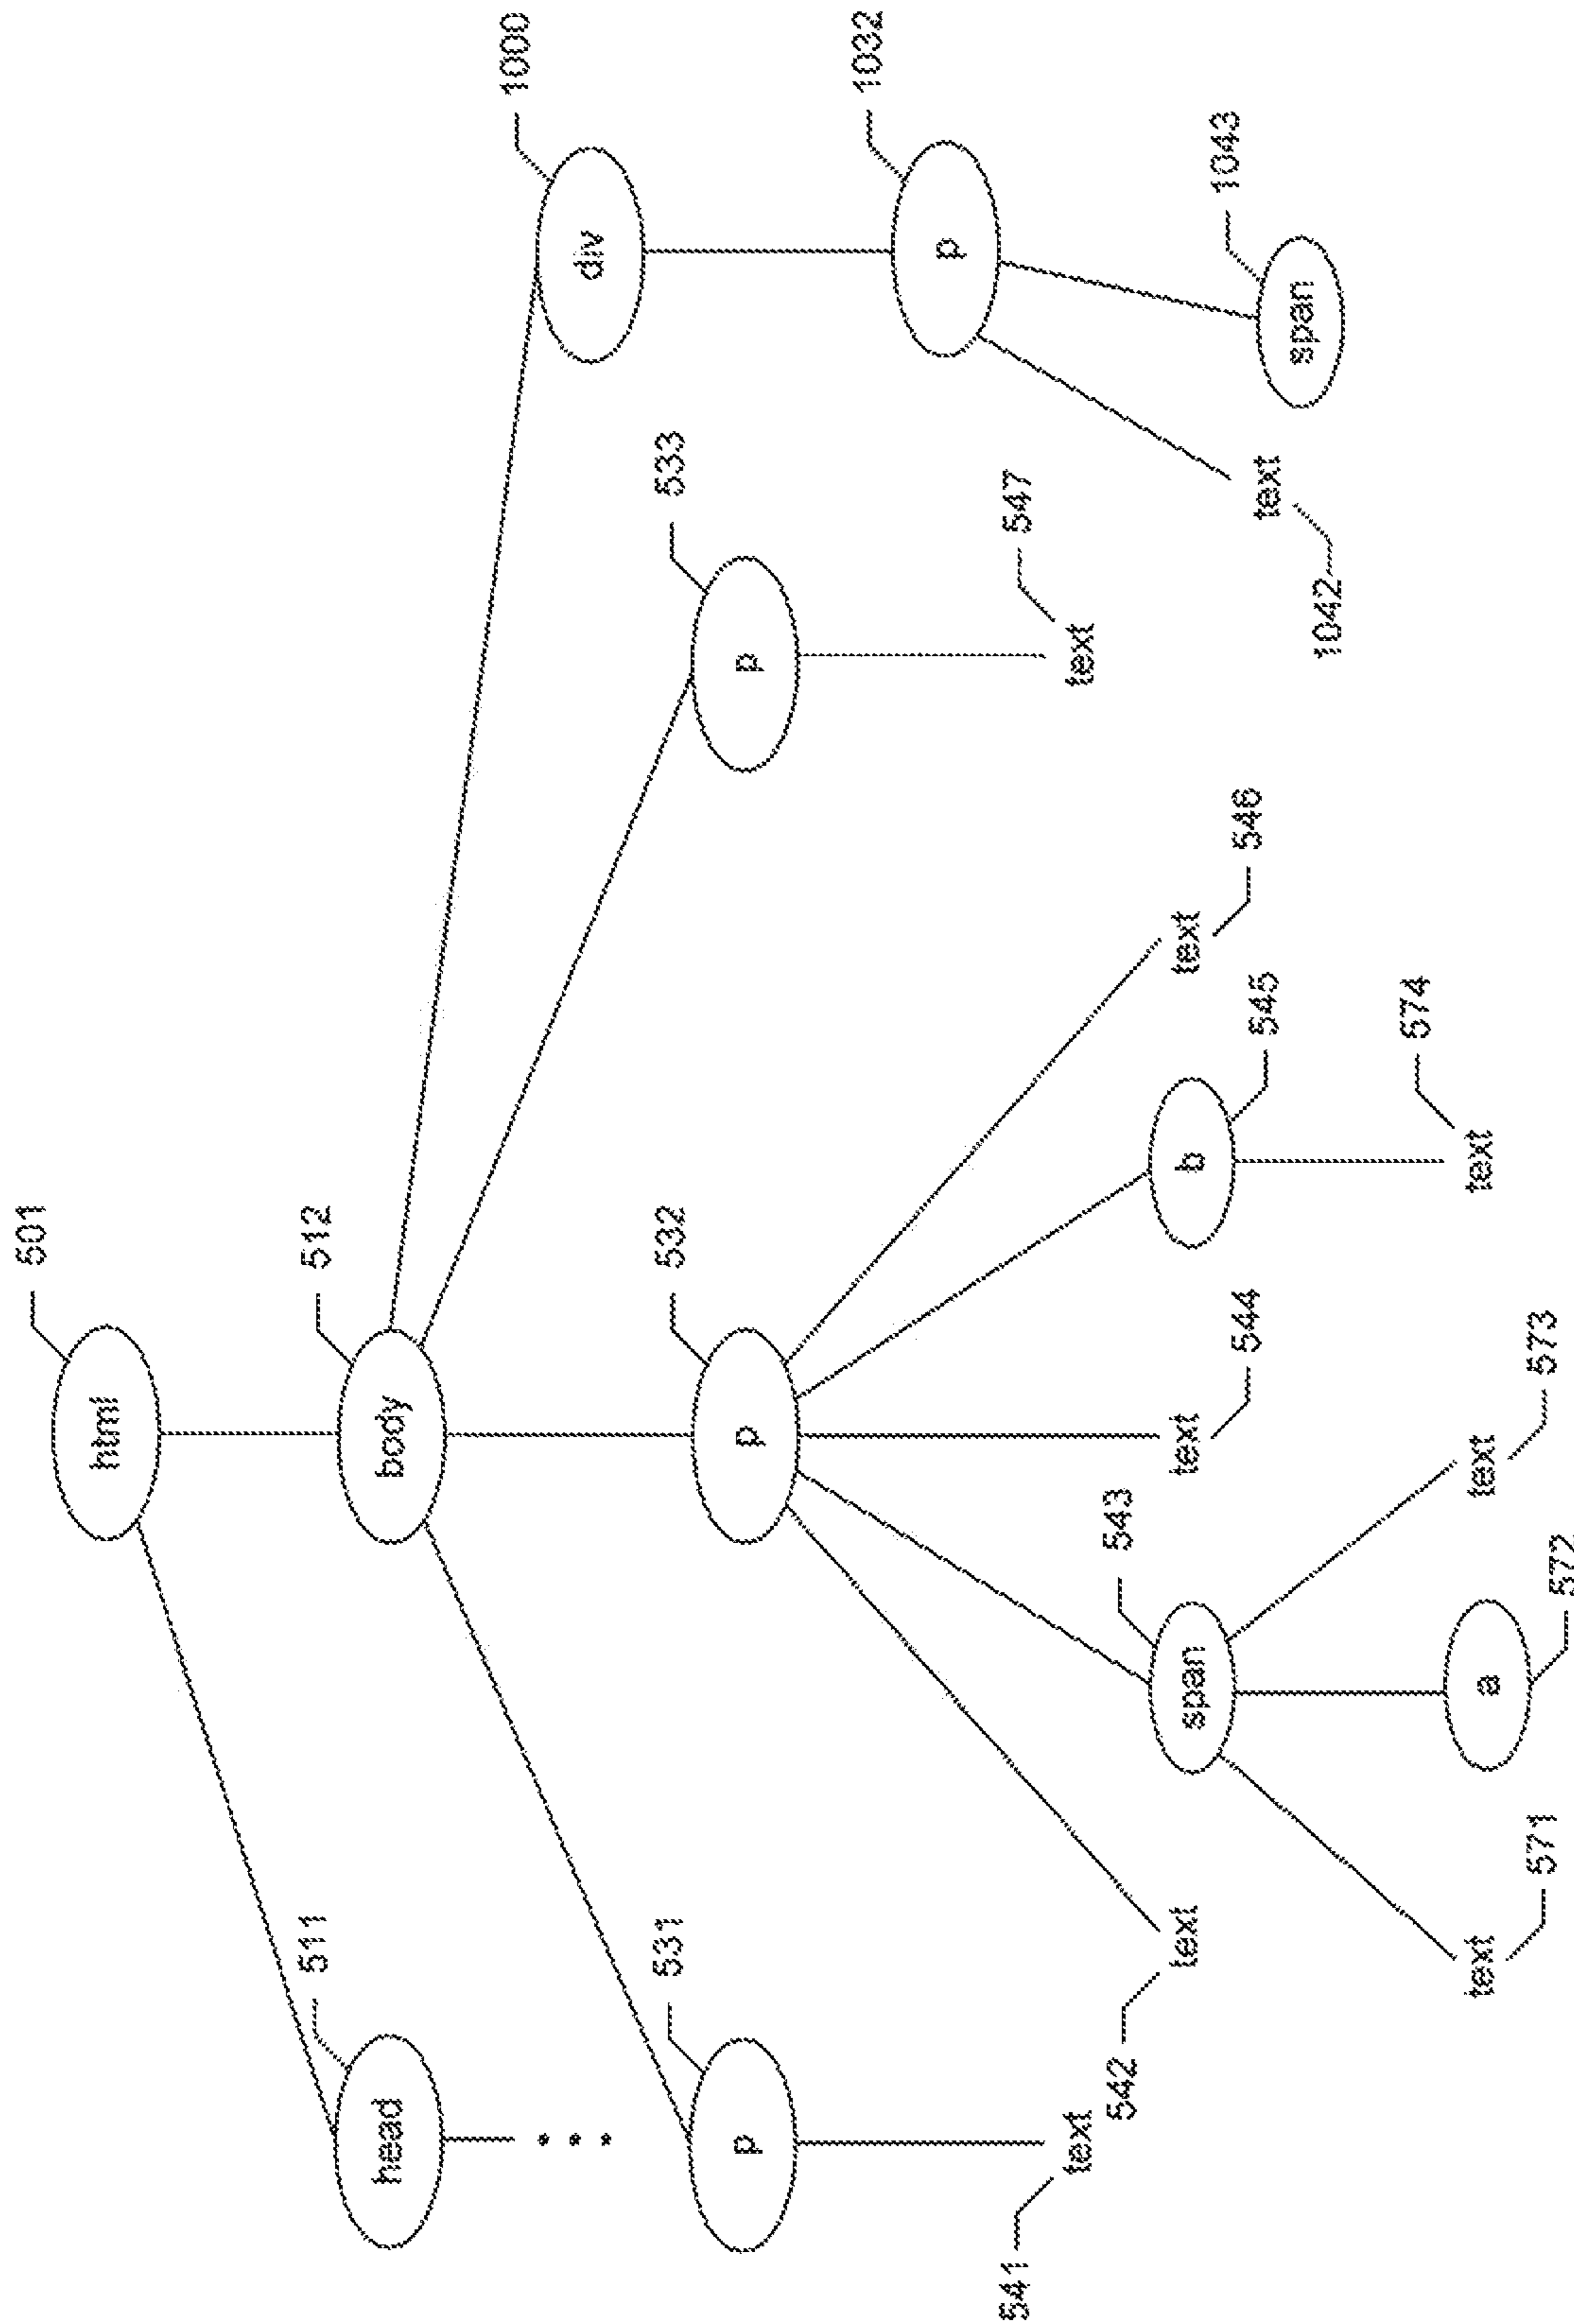 501
html
511
head
512
body
1000
div
531
p
532
p
533
p
1032
p
541
text
542
text
543
span
544
text
b
545
text
546
text
547
1042
text
span
1043
571
text
a
572
text
573
text
574